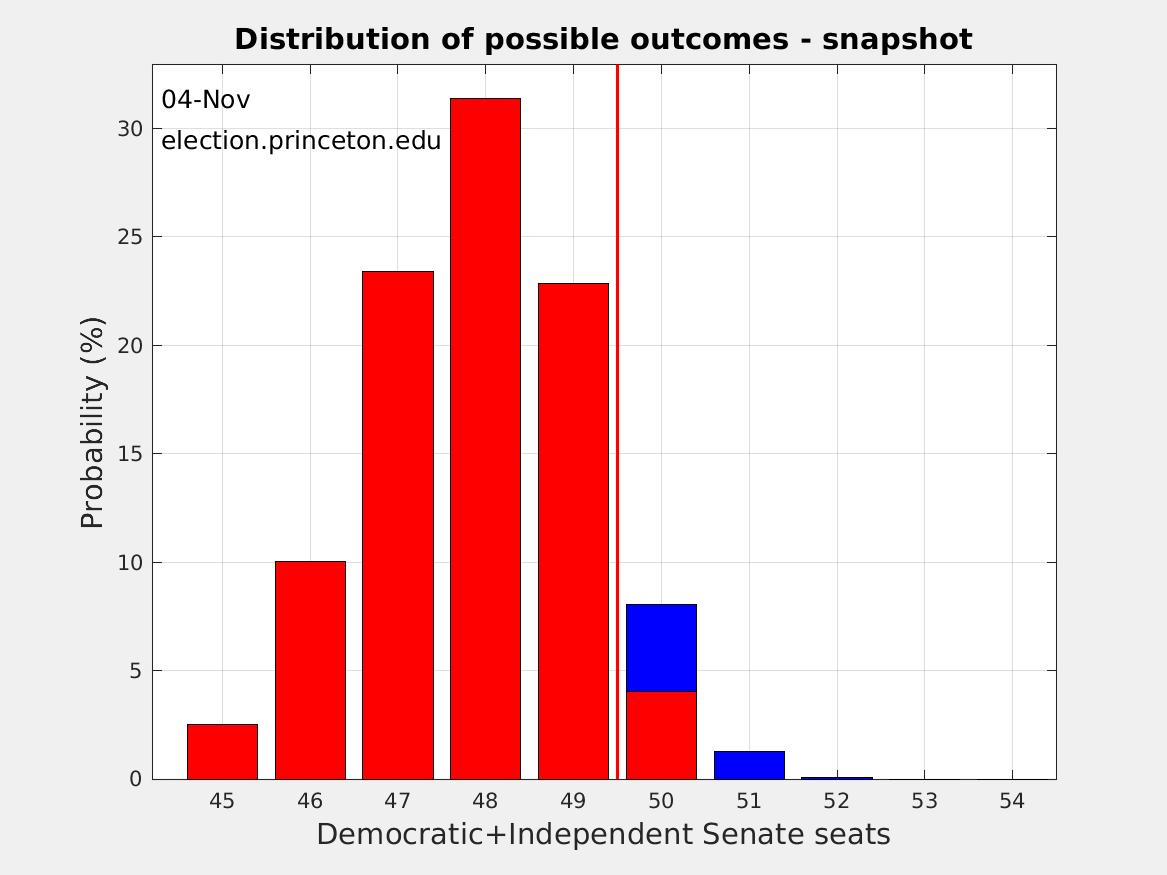 Distribution of possible outcomes - snapshot
04-Nov
election.princeton.edu
30
25
20
15
10
5
0
Probability (%)
45 46 47 48 49 50 51 52 53 54
Democratic+Independent Senate seats